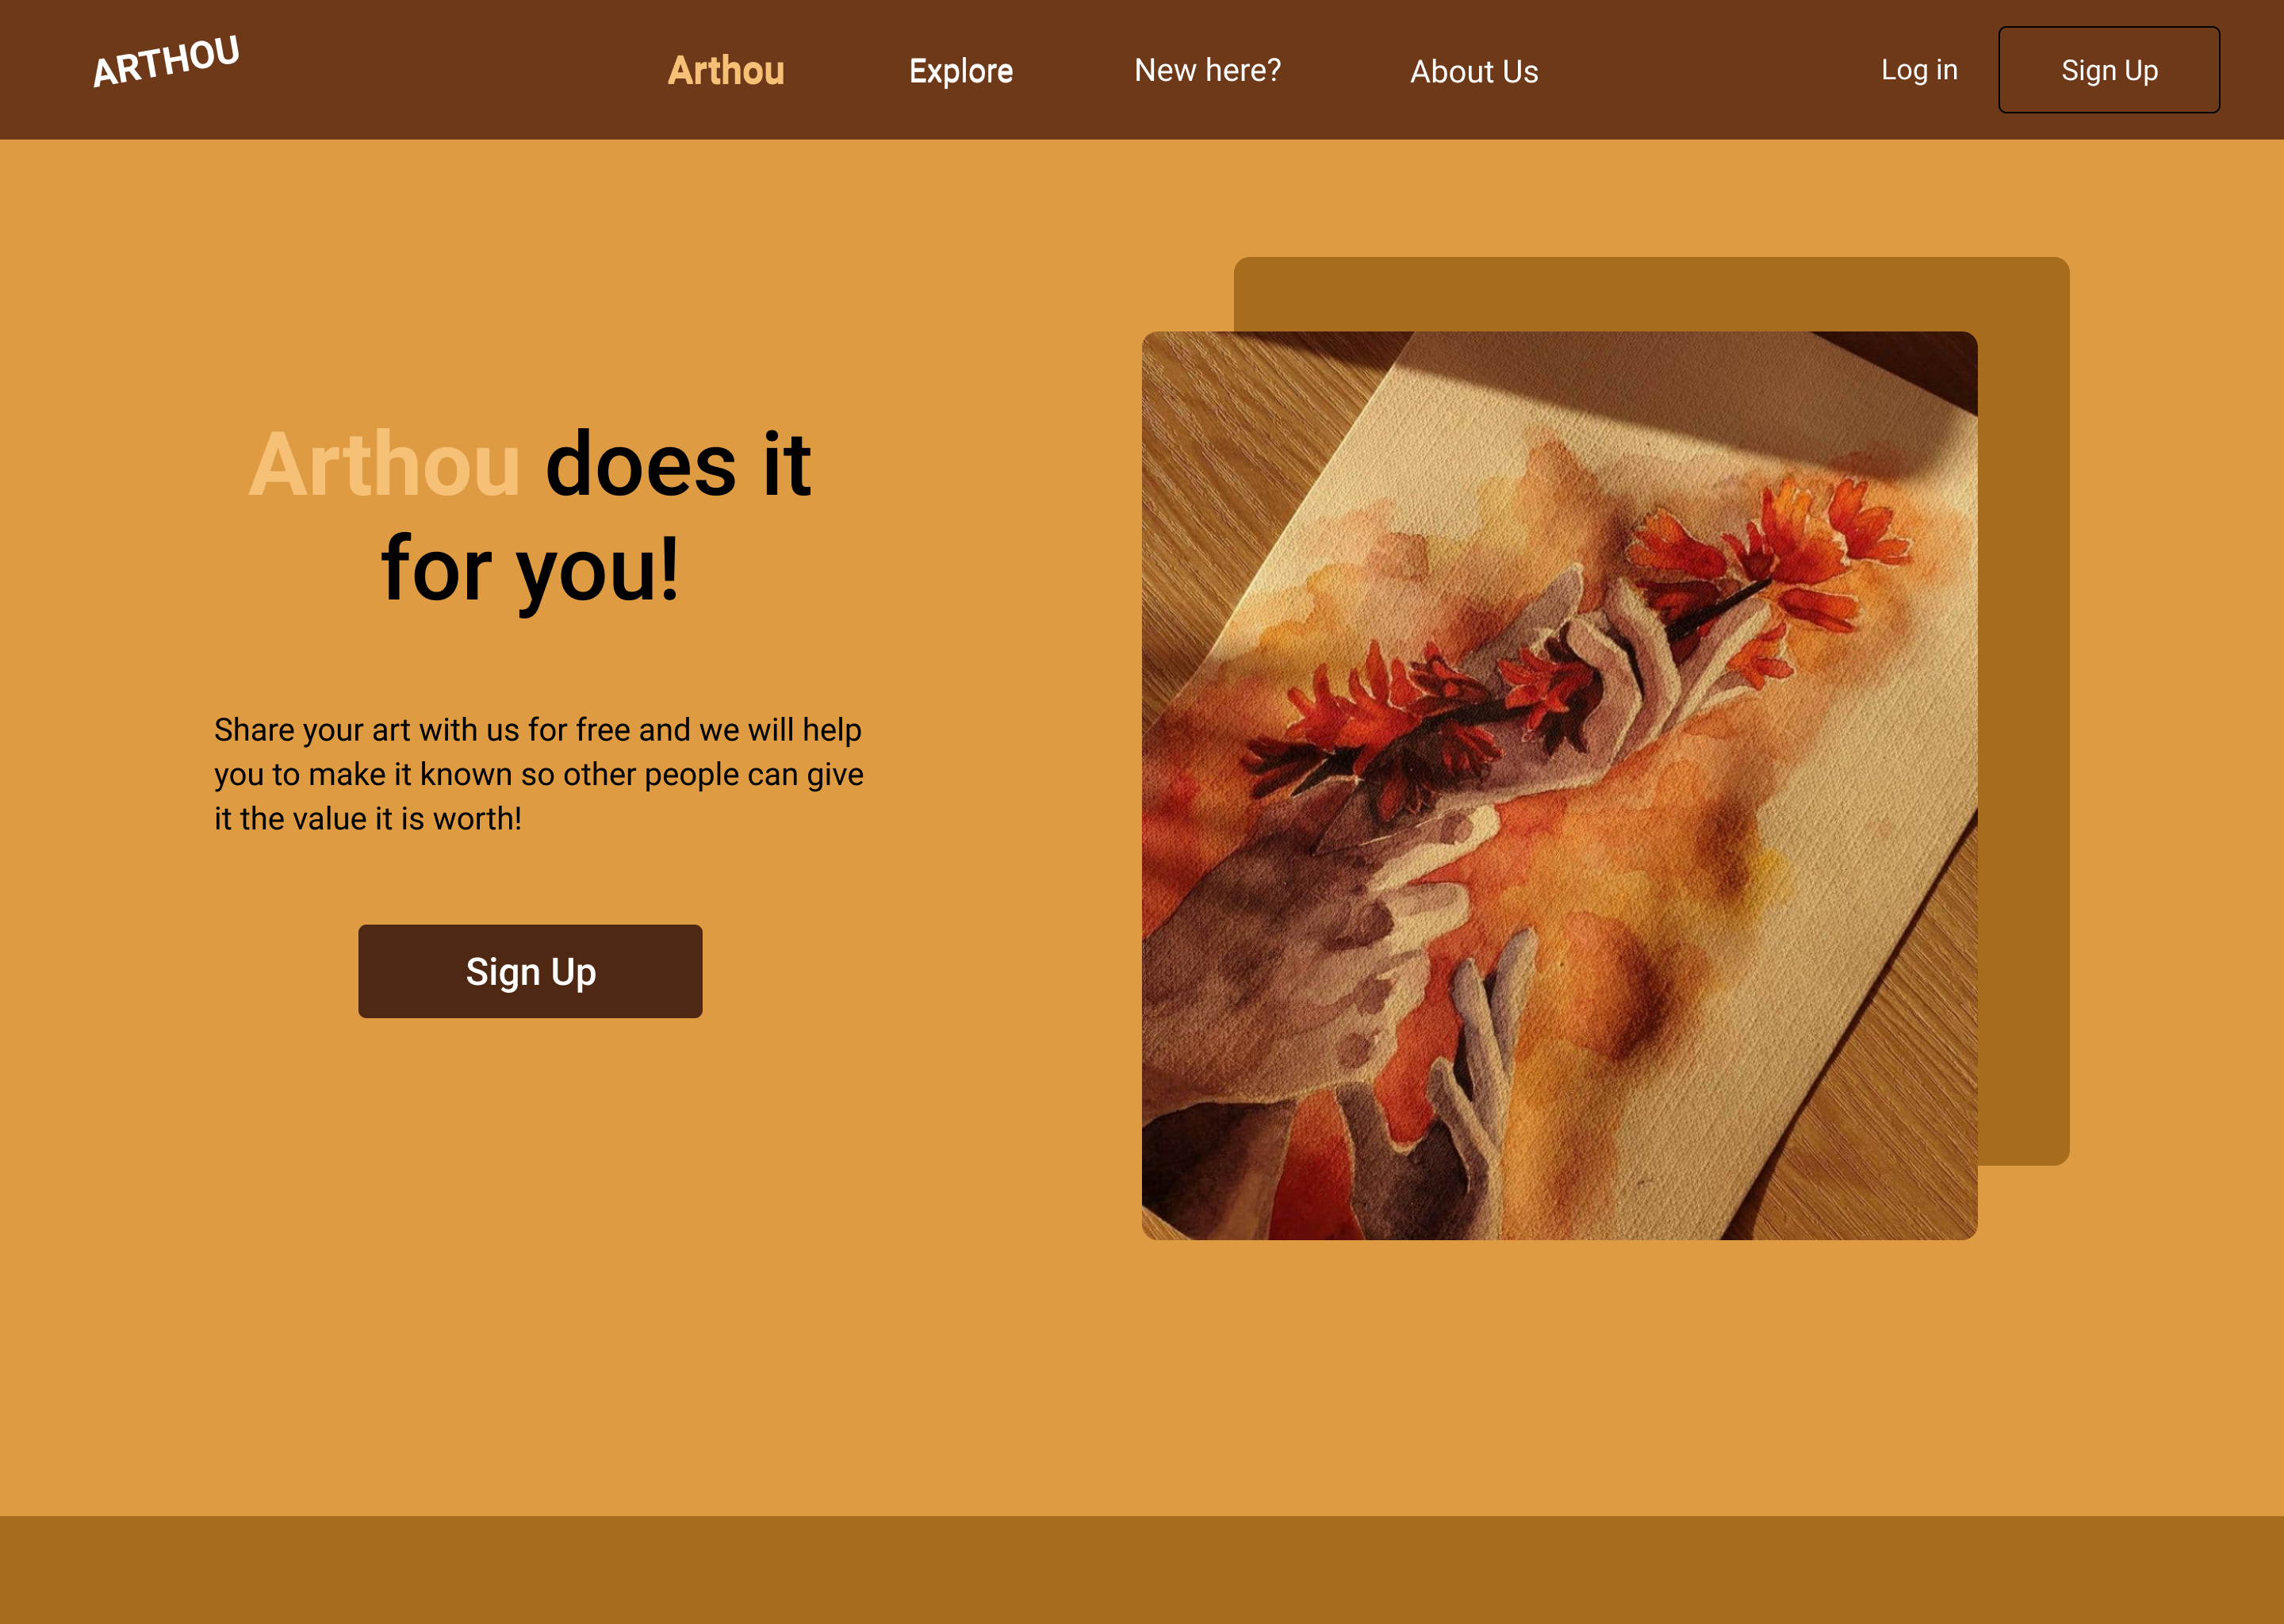 ARTHOU
Arthou
Explore
New here?
About Us
Log in
Sign Up
Arthou does it
for you!
Share your art with us for free and we will help
you to make it known so other people can give
it the value it is worth!
Sign Up